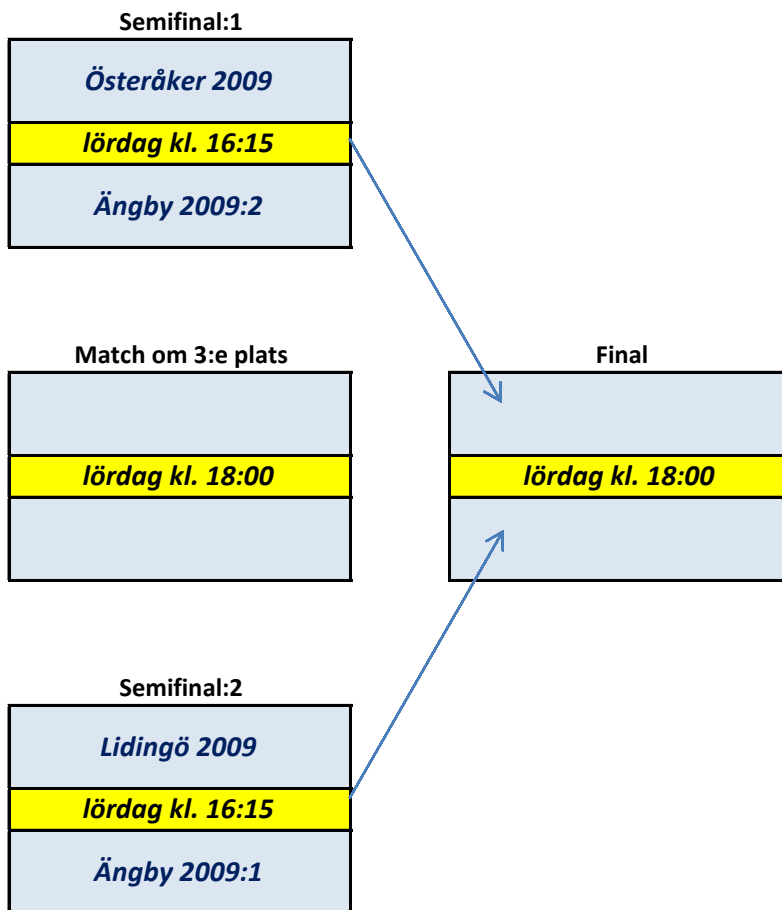 Semifinal:1
Österåker 2009
lördag kl. 16:15
Ängby 2009:2
Match om 3:e plats
lördag kl. 18:00
Final
lördag kl. 18:00
Semifinal:2
Lidingö 2009
lördag kl. 16:15
Ängby 2009:1